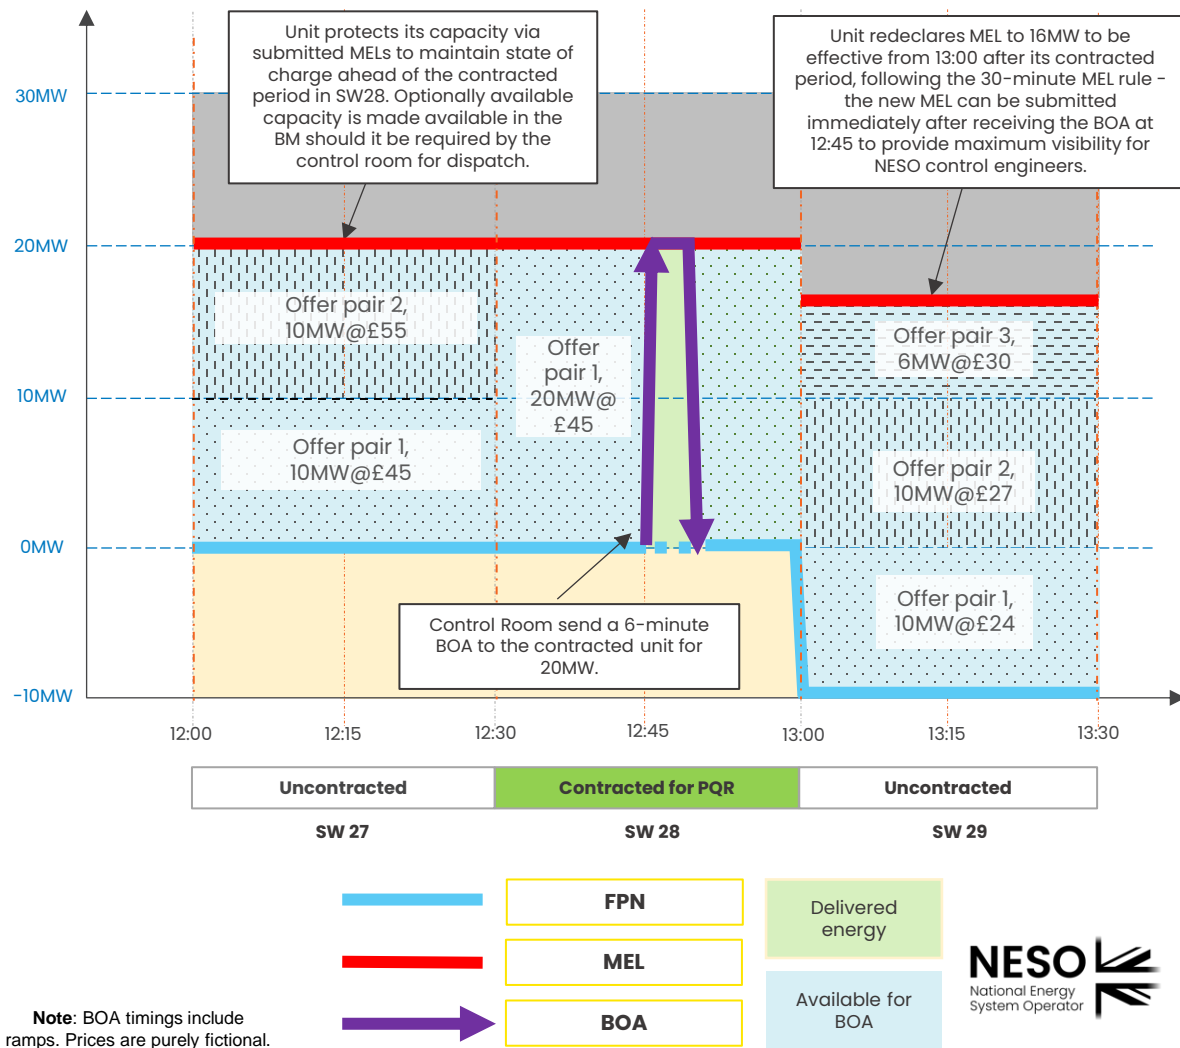 Unit protects its capacity via
submitted MELs to maintain state of
charge ahead of the contracted
period in SW28. Optionally available
capacity is made available in the
BM should it be required by the
control room for dispatch.
Unit redeclares MEL to 16MW to be
effective from 13:00 after its contracted
period, following the 30-minute MEL rule -
the new MEL can be submitted
immediately after receiving the BOA at
12:45 to provide maximum visibility for
NESO control engineers.
30MW
20MW
10MW
0MW
-10MW
Offer pair 2,
10MW@£55
Offer pair 1,
10MW@£45
Offer
pair 1,
20MW@
£45
Offer pair 3,
6MW@£30
Offer pair 2,
10MW@£27
Offer pair 1,
10MW@£24
Control Room send a 6-minute
BOA to the contracted unit for
20MW.
12:00
12:15
12:30
12:45
13:00
13:15
13:30
Uncontracted
Contracted for PQR
Uncontracted
SW 27
SW 28
SW 29
FPN
MEL
BOA
Delivered
energy
Available for
BOA
NESO
National Energy
System Operator
Note: BOA timings include
ramps. Prices are purely fictional.